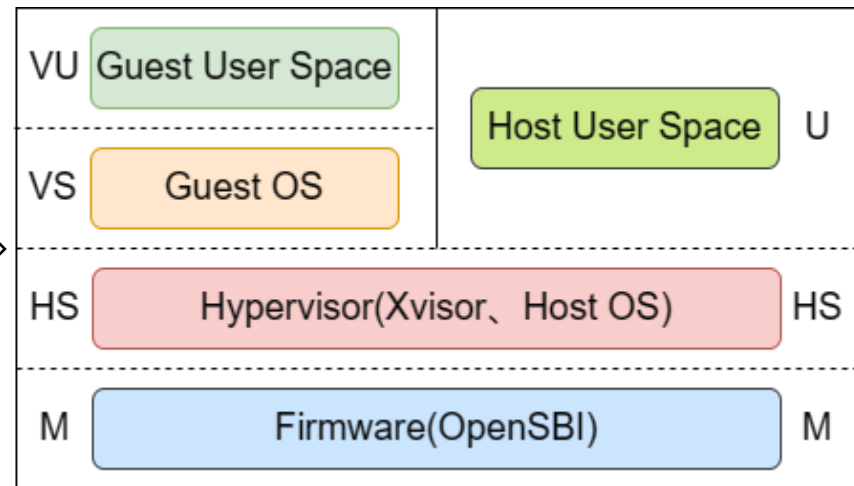 VU Guest User Space
Host User Space U
VS Guest OS
HS Hypervisor(Xvisor、Host OS) HS
M Firmware(OpenSBI) M